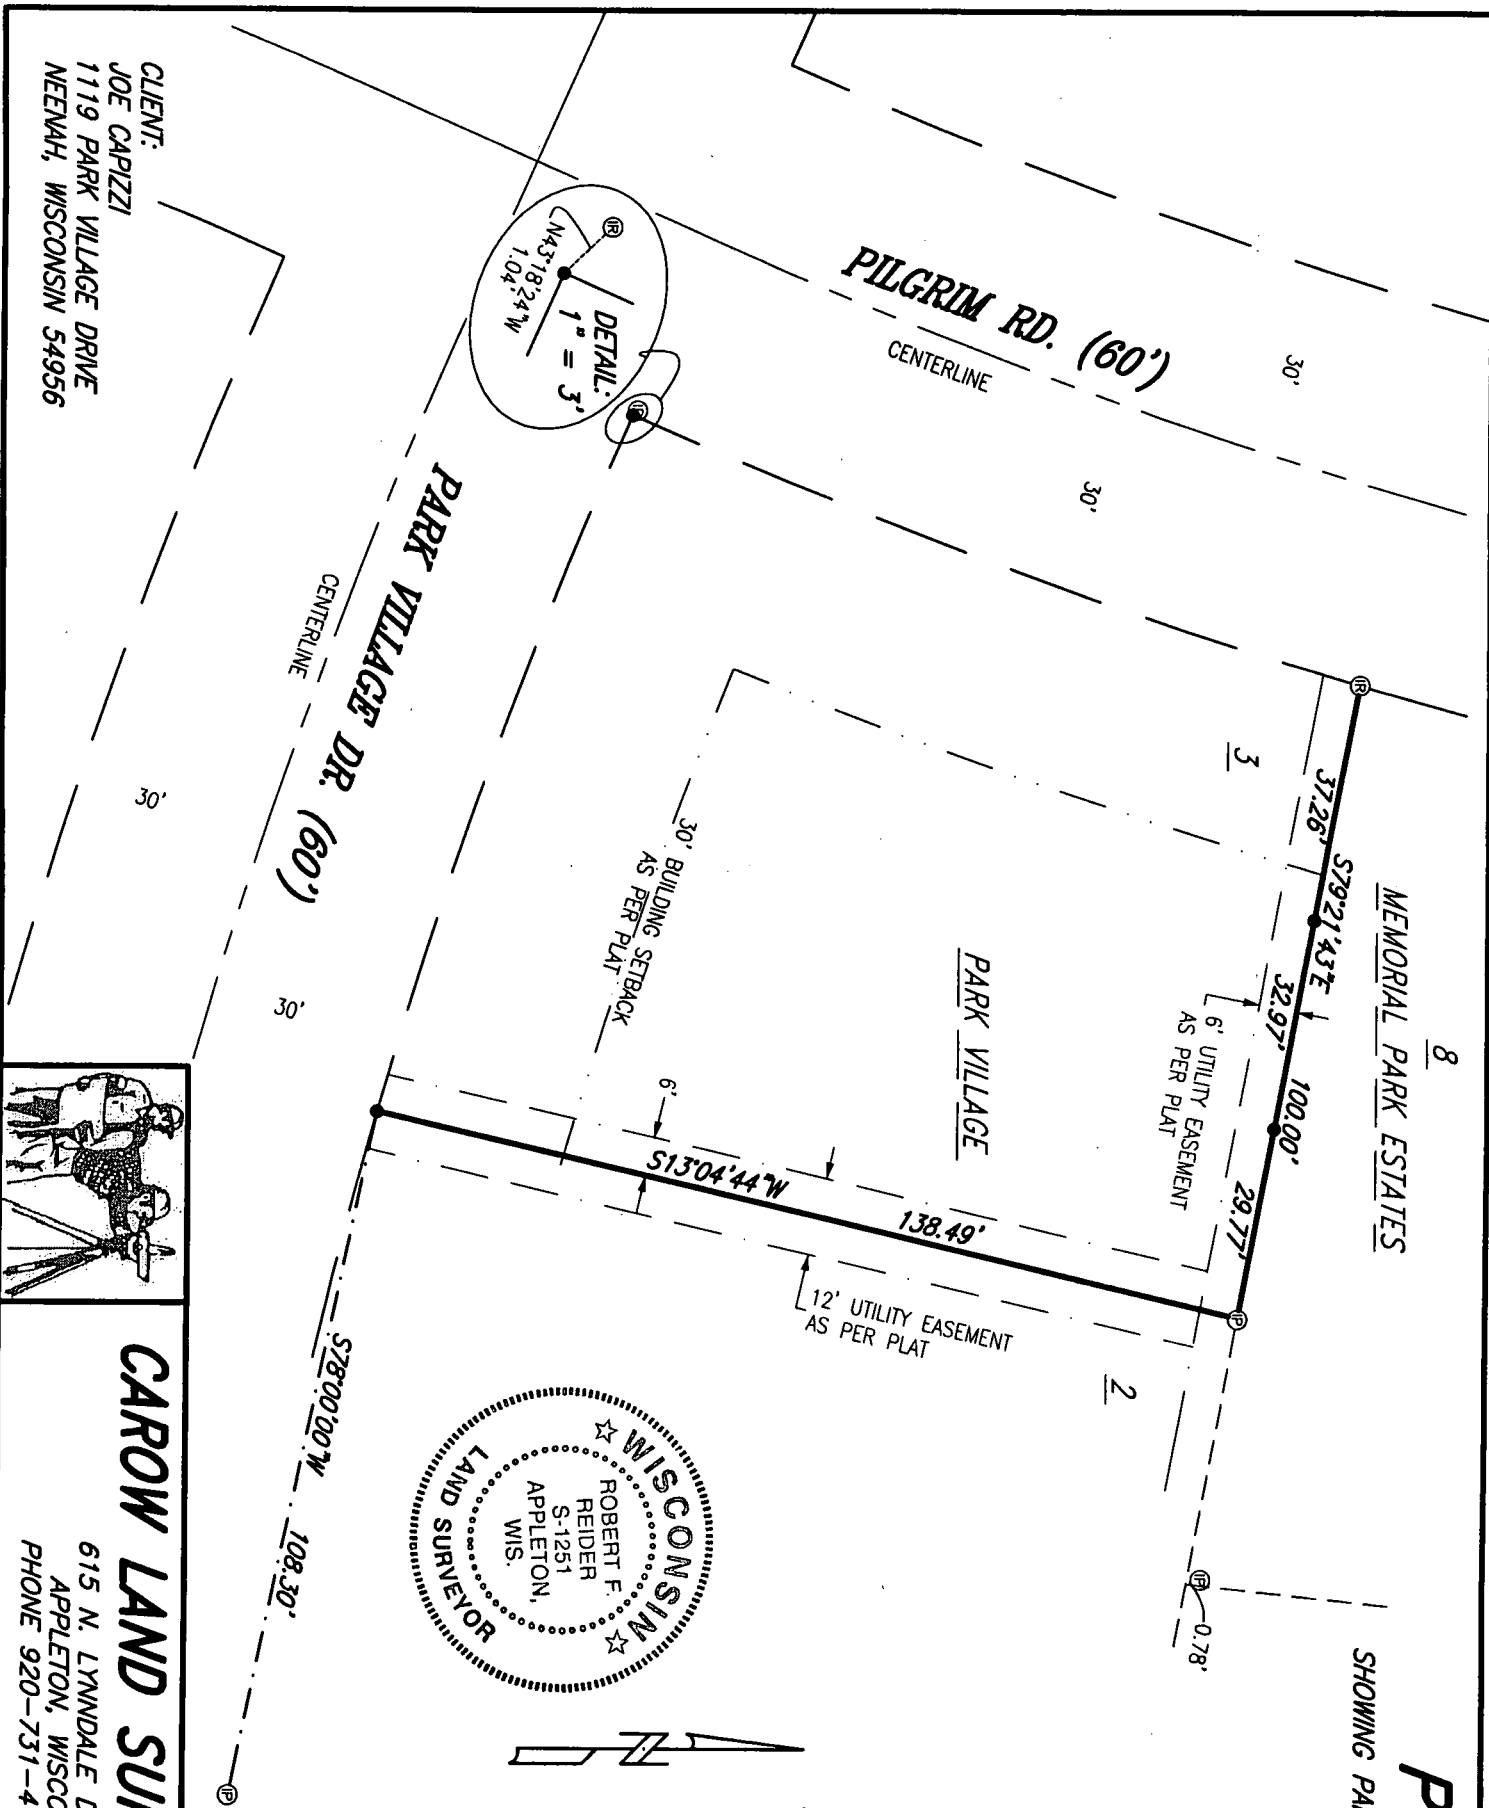 CLIENT:
JOE CAPIZZI
1119 PARK VILLAGE DRIVE
NEENAH, WISCONSIN 54956
PILGRIM RD. (60')
CENTERLINE
30'
30'
DETAIL:
1" = 3'
IR
N43°18'24"W
1.04'
PARK VILLAGE DR. (60')
CENTERLINE
30'
30'
IR
3
37.26'
S79°21'43"E
32.97'
100.00'
29.77'
8
MEMORIAL PARK ESTATES
6' UTILITY EASEMENT
AS PER PLAT
PARK VILLAGE
30' BUILDING SETBACK
AS PER PLAT
6'
S13°04'44"W
138.49'
IP
12' UTILITY EASEMENT
AS PER PLAT
2
IP
0.78'
S78°00'00"W
108.30'
IP
WISCONSIN
ROBERT F.
REIDER
S-1251
APPLETON,
WIS.
LAND SURVEYOR
N
SHOWING
P
CAROW LAND
615 N. LYNNDALE
APPLETON,
PHONE 920-731-4